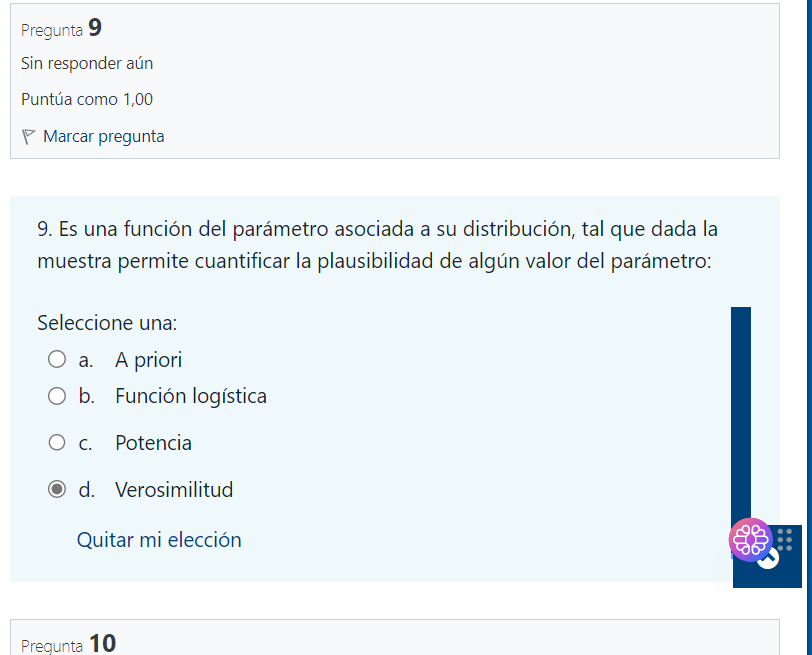 Pregunta 9
Sin responder aún
Puntúa como 1,00
Marcar pregunta
9. Es una función del parámetro asociada a su distribución, tal que dada la
muestra permite cuantificar la plausibilidad de algún valor del parámetro:
Seleccione una:
a. A priori
b. Función logística
c. Potencia
d. Verosimilitud
Quitar mi elección
Pregunta 10